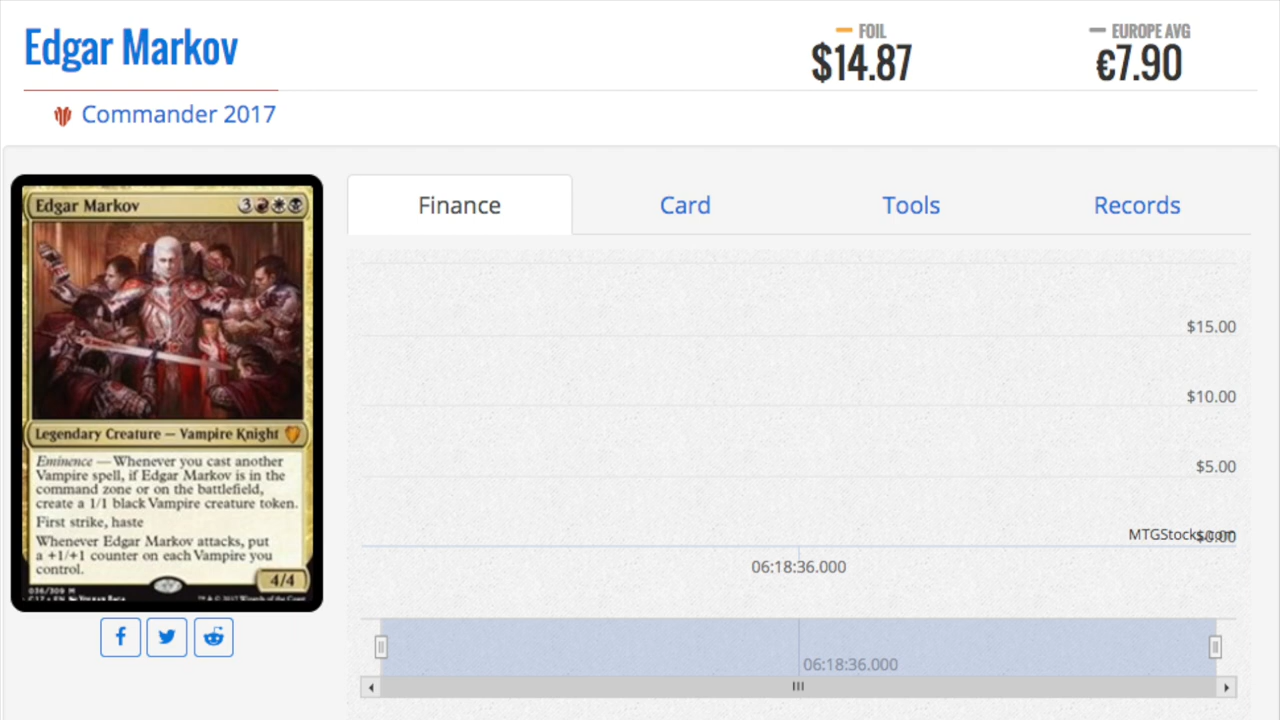 Edgar Markov
FOIL
$14.87
EUROPE AVG
€7.90
Commander 2017
Edgar Markov
3
Legendary Creature — Vampire Knight
Eminence — Whenever you cast another
Vampire spell, if Edgar Markov is in the
command zone or on the battlefield,
create a 1/1 black Vampire creature token.
First strike, haste
Whenever Edgar Markov attacks, put
a +1/+1 counter on each Vampire you
control.
4/4
036/309 M
Finance
Card
Tools
Records
$15.00
$10.00
$5.00
$0.00
MTGStocks.com
06:18:36.000
06:18:36.000